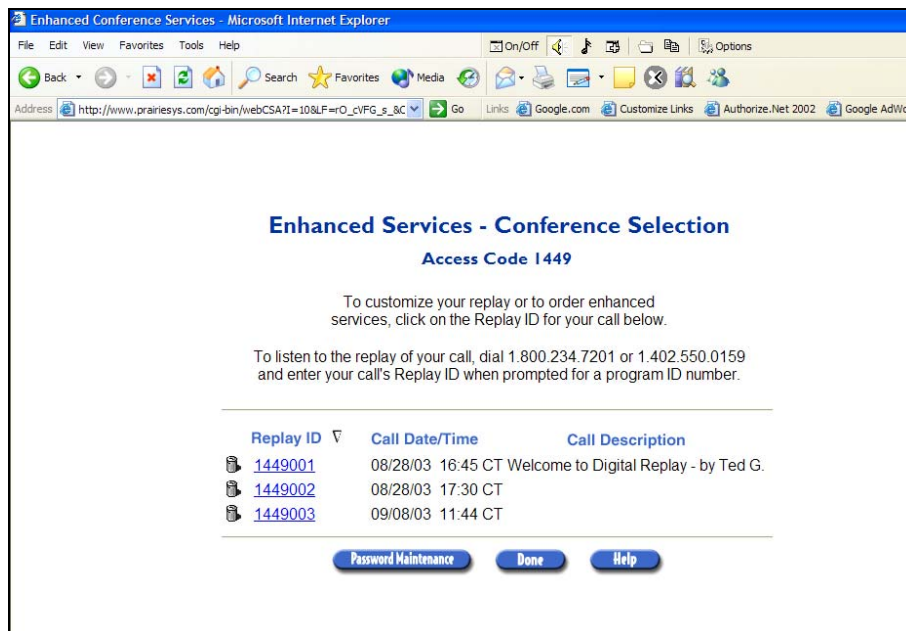 Enhanced Conference Services - Microsoft Internet Explorer
File Edit View Favorites Tools Help On/Off Options
Back Search Favorites Media
Address http://www.prairiesys.com/cgi-bin/webCSA?I=10&LF=rO_cVFG_s_&C Go Links Google.com Customize Links Authorize.Net 2002 Google AdWo
Enhanced Services - Conference Selection
Access Code 1449
To customize your replay or to order enhanced
services, click on the Replay ID for your call below.
To listen to the replay of your call, dial 1.800.234.7201 or 1.402.550.0159
and enter your call's Replay ID when prompted for a program ID number.
Replay ID Call Date/Time Call Description
1449001 08/28/03 16:45 CT Welcome to Digital Replay - by Ted G.
1449002 08/28/03 17:30 CT
1449003 09/08/03 11:44 CT
Password Maintenance Done Help